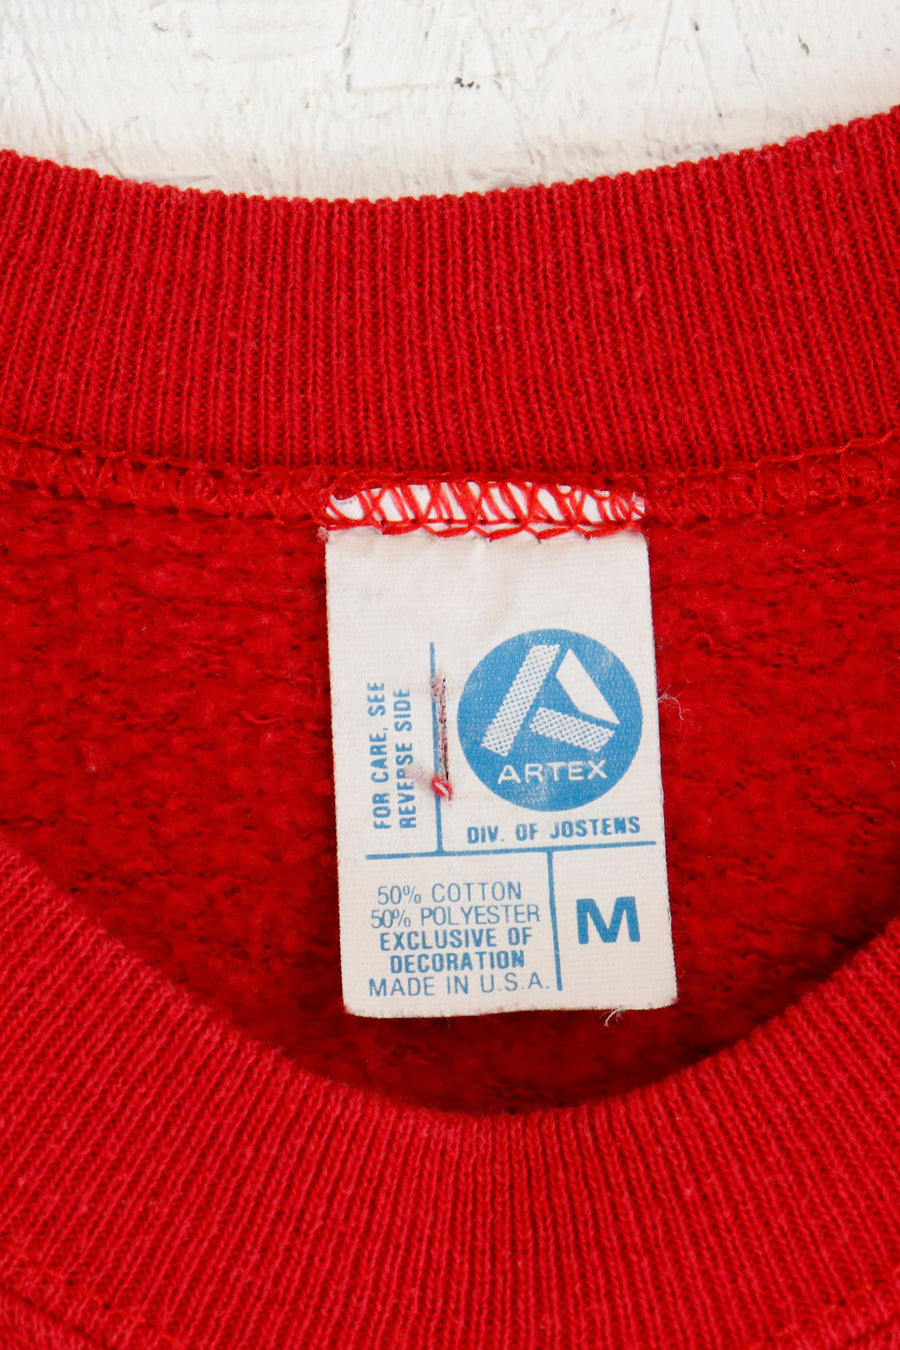 FOR CARE, SEE
REVERSE SIDE
ARTEX
DIV. OF JOSTENS
50% COTTON
50% POLYESTER
EXCLUSIVE OF
DECORATION
MADE IN U.S.A.
M